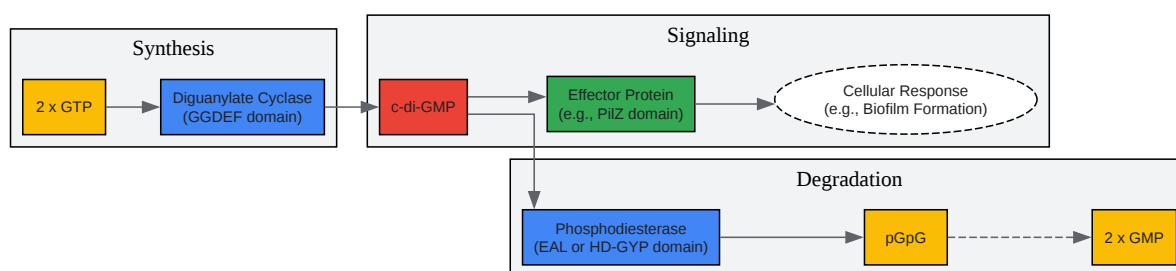 Synthesis
2 x GTP
Diguanylate Cyclase
(GGDEF domain)
Signaling
c-di-GMP
Effector Protein
(e.g., PilZ domain)
Cellular Response
(e.g., Biofilm Formation)
Degradation
Phosphodiesterase
(EAL or HD-GYP domain)
pGpG
2 x GMP